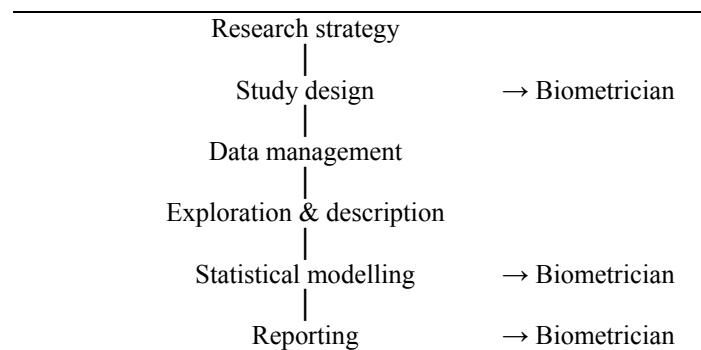 Research strategy
Study design → Biometrician
Data management
Exploration & description
Statistical modelling → Biometrician
Reporting → Biometrician